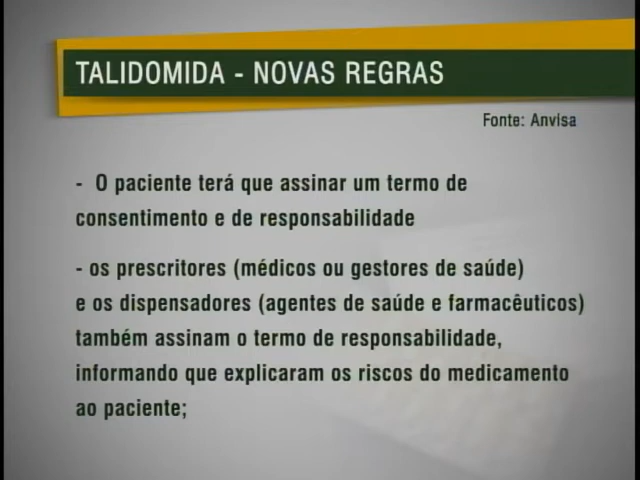 TALIDOMIDA - NOVAS REGRAS
Fonte: Anvisa
- O paciente terá que assinar um termo de
consentimento e de responsabilidade
- os prescritores (médicos ou gestores de saúde)
e os dispensadores (agentes de saúde e farmacêuticos)
também assinam o termo de responsabilidade,
informando que explicaram os riscos do medicamento
ao paciente;